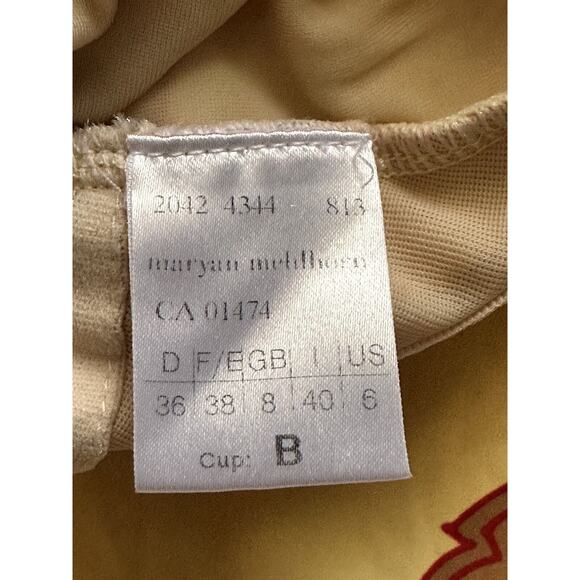 2042 4344 813
maryan mehlhorn
CA 01474
D F/E GB I US
36 38 8 40 6
Cup: B